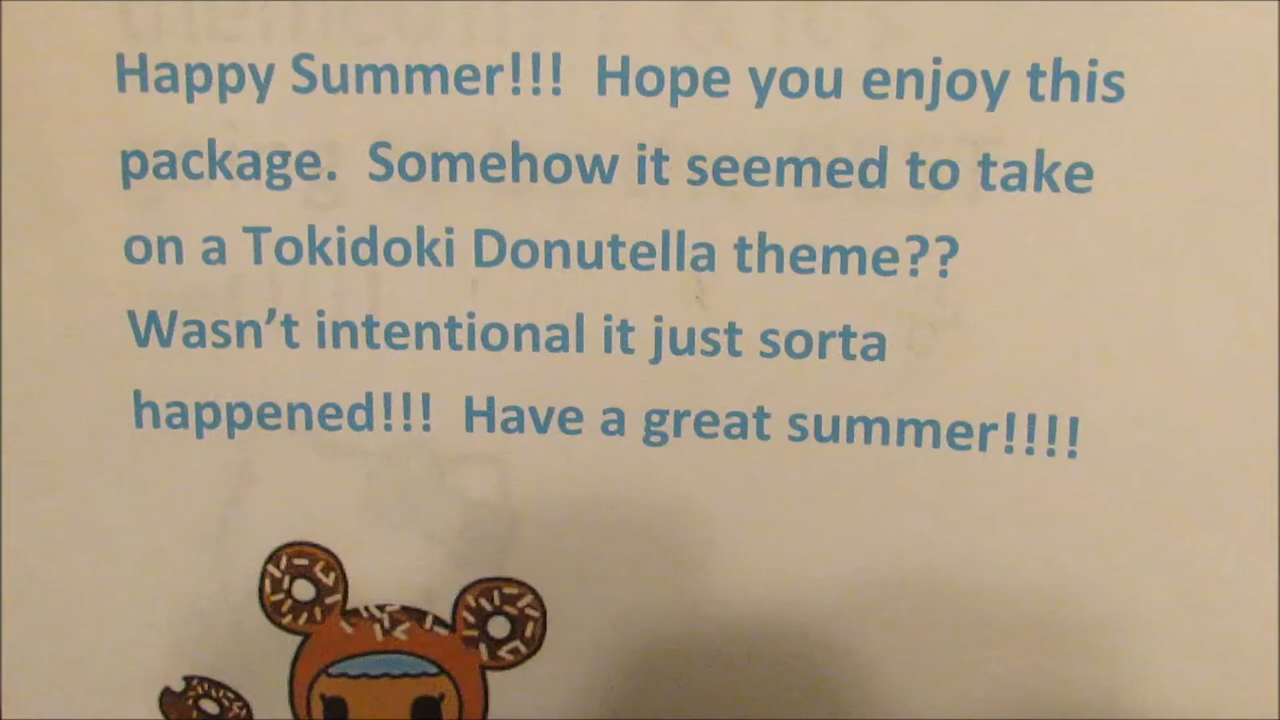 Happy Summer!!!  Hope you enjoy this
package.  Somehow it seemed to take
on a Tokidoki Donutella theme??
Wasn't intentional it just sorta
happened!!!  Have a great summer!!!!